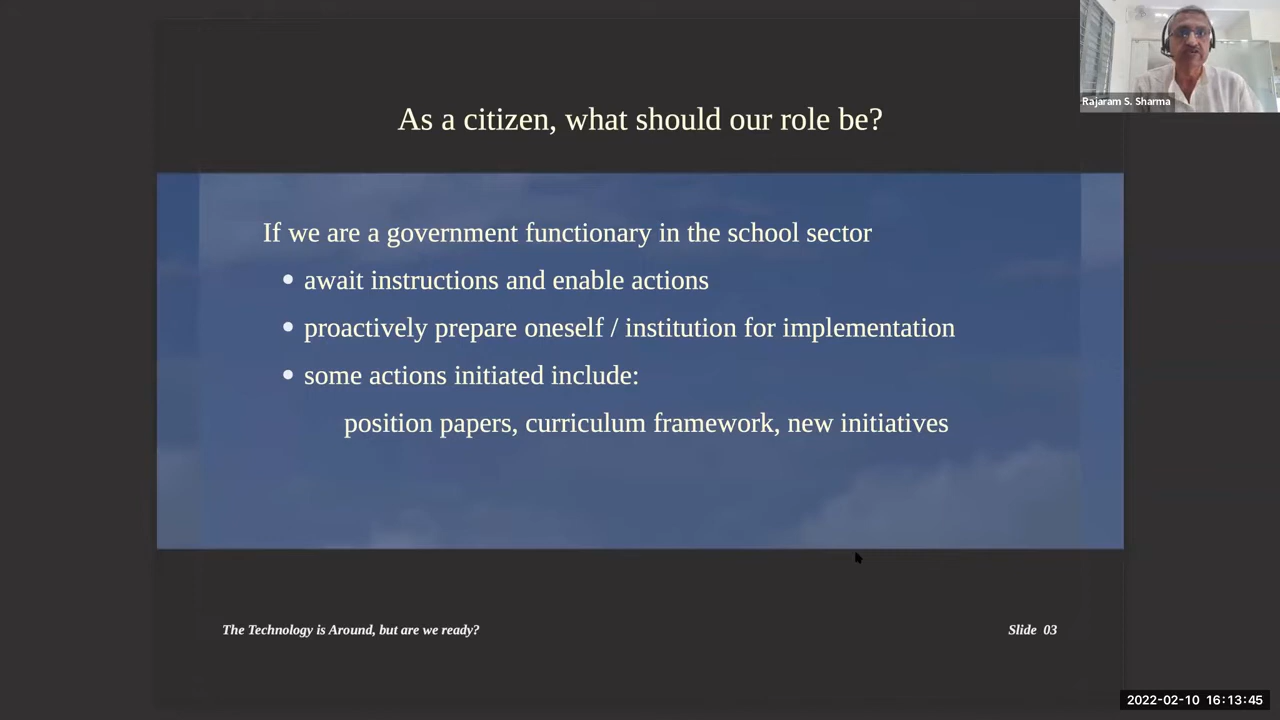 Rajaram S. Sharma
As a citizen, what should our role be?
If we are a government functionary in the school sector
● await instructions and enable actions
● proactively prepare oneself / institution for implementation
● some actions initiated include:
position papers, curriculum framework, new initiatives
The Technology is Around, but are we ready?
Slide 03
2022-02-10 16:13:45